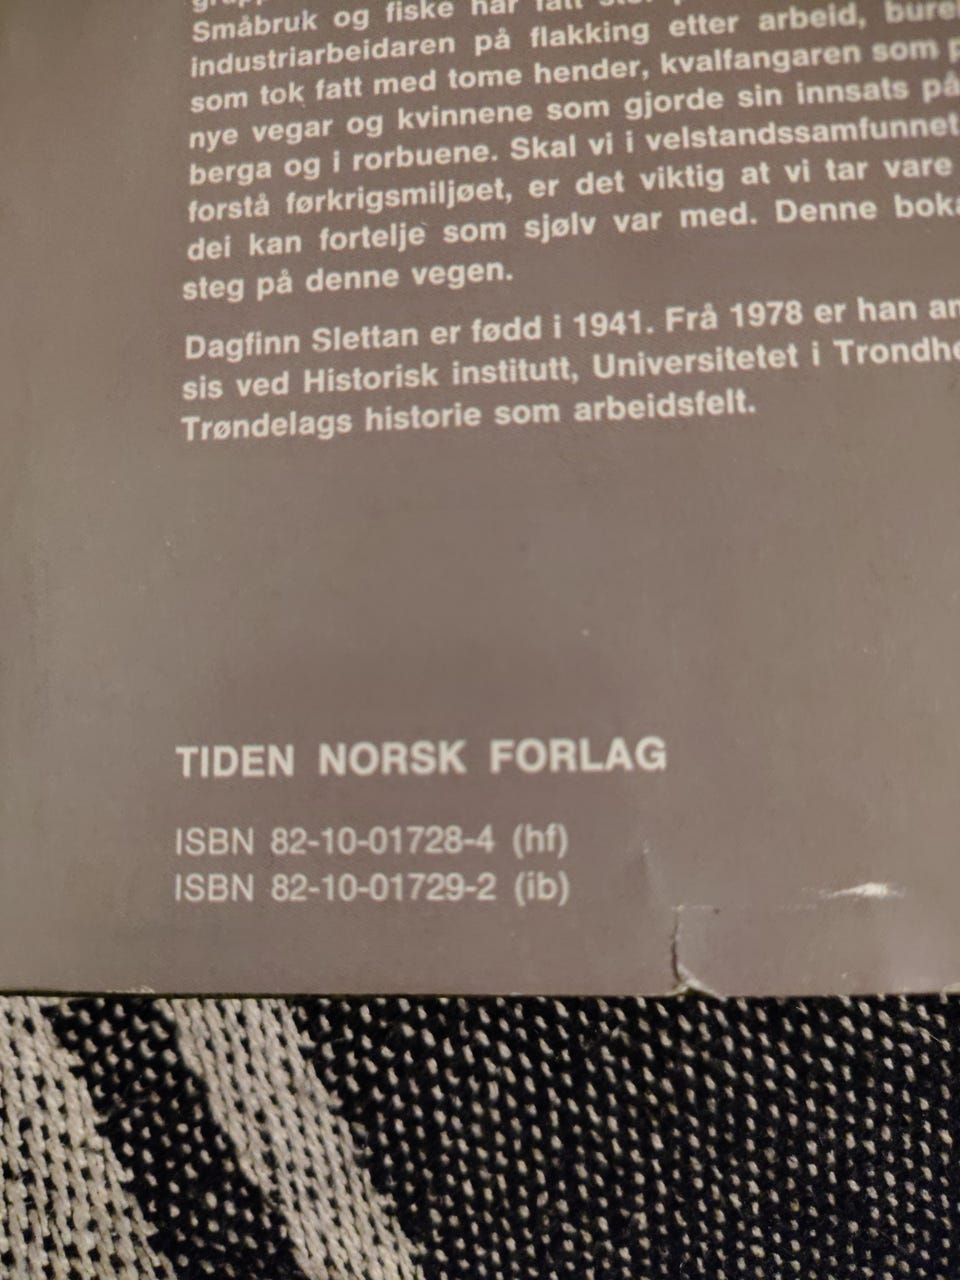 Småbruk og fiske har fått
industriarbeidaren på flakking etter arbeid,
som tok fatt med tome hender, kvalfangaren som
nye vegar og kvinnene som gjorde sin innsats på
berga og i rorbuene. Skal vi i velstandssamfunnet
forstå førkrigsmiljøet, er det viktig at vi tar vare
dei kan fortelje som sjølv var med. Denne boka
steg på denne vegen.
Dagfinn Slettan er fødd i 1941. Frå 1978 er han
sis ved Historisk institutt, Universitetet i
Trøndelags historie som arbeidsfelt.
TIDEN NORSK FORLAG
ISBN 82-10-01728-4 (hf)
ISBN 82-10-01729-2 (ib)